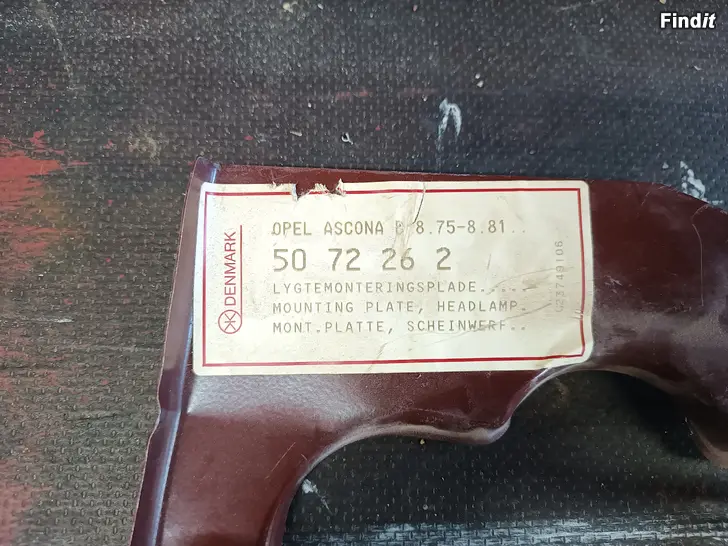 Findit
OPEL ASCONA B 8.75-8.81..
50 72 26 2
LYGTEMONTERINGSPLADE.....
MOUNTING PLATE, HEADLAMP.
MONT.PLATTE, SCHEINWERF..
DENMARK